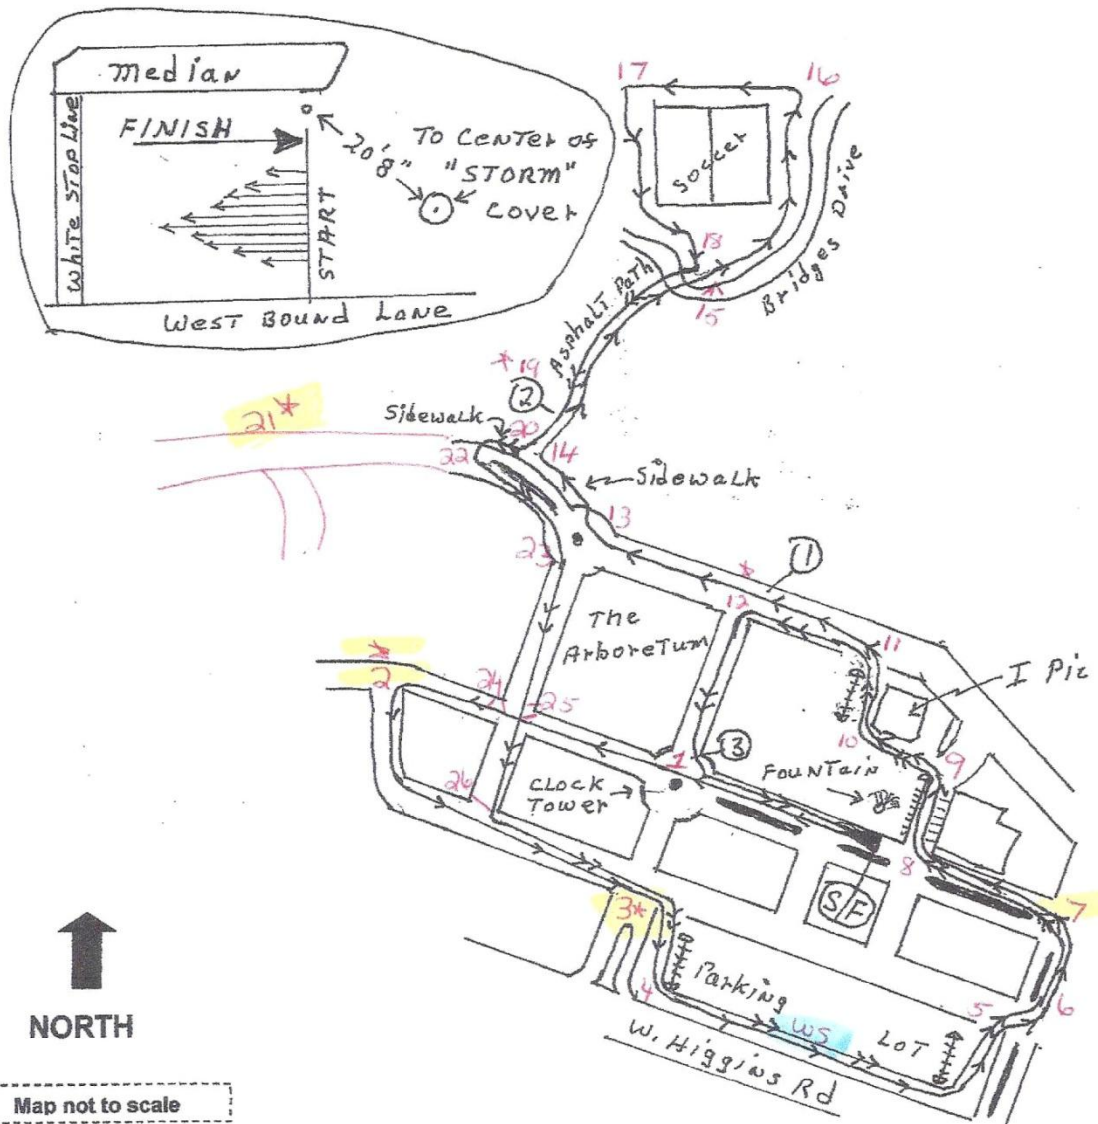 median
FINISH
White STOP Line
START
20'8"
To Center of
"STORM"
Cover
WEST BOUND LANE
17
16
Soccer
18
15
Bridges Drive
Asphalt Path
*19
2
Sidewalk
20
21*
22
14
Sidewalk
13
23
1
*
12
The
Arboretum
11
I Pic
*
2
24
25
1
3
10
9
Fountain
Clock
Tower
26
8
S/F
7
3*
4
Parking
WS
LOT
5
6
W. Higgins Rd
NORTH
Map not to scale